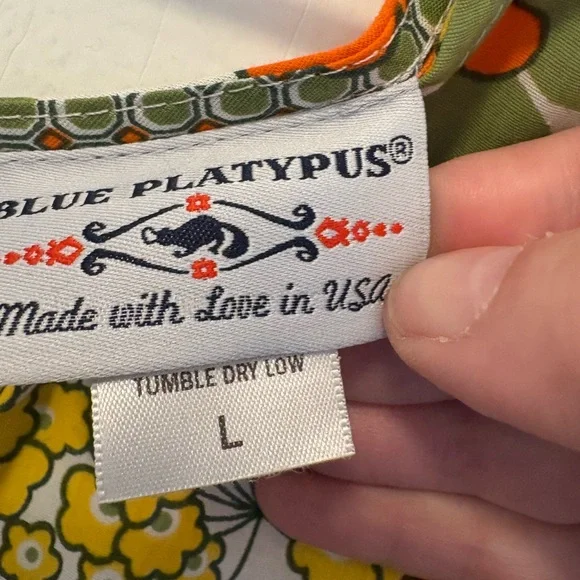 BLUE PLATYPUS®
Made with Love in USA
TUMBLE DRY LOW
L